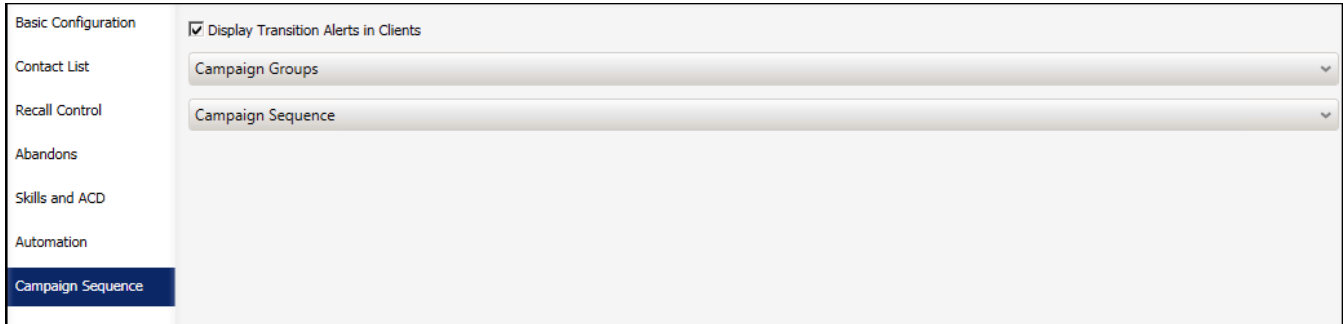 Basic Configuration
Contact List
Recall Control
Abandons
Skills and ACD
Automation
Campaign Sequence
Display Transition Alerts in Clients
Campaign Groups
Campaign Sequence